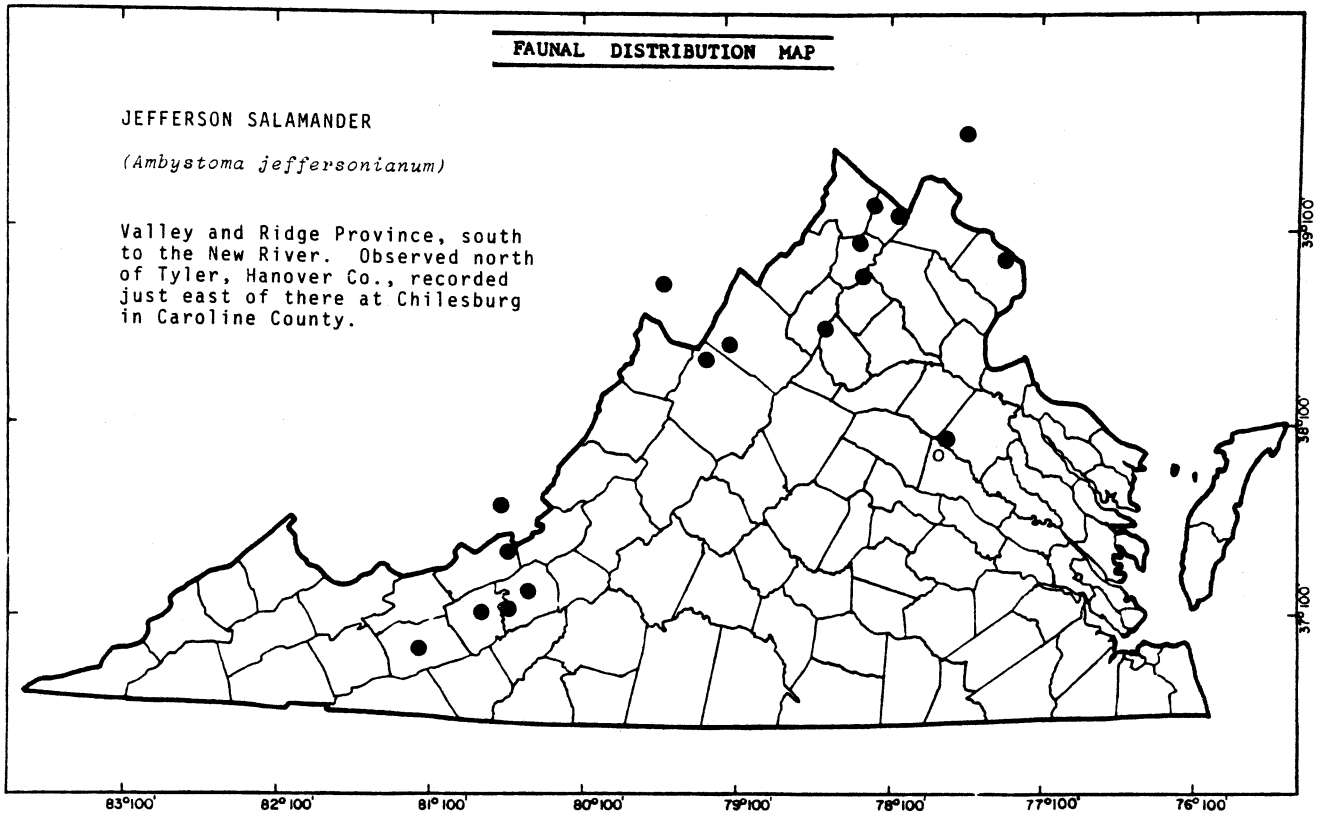 FAUNAL DISTRIBUTION MAP
JEFFERSON SALAMANDER
(Ambystoma jeffersonianum)
Valley and Ridge Province, south
to the New River. Observed north
of Tyler, Hanover Co., recorded
just east of there at Chilesburg
in Caroline County.
39°00'
38°00'
37°00'
83°00'
82°00'
81°00'
80°00'
79°00'
78°00'
77°00'
76°00'